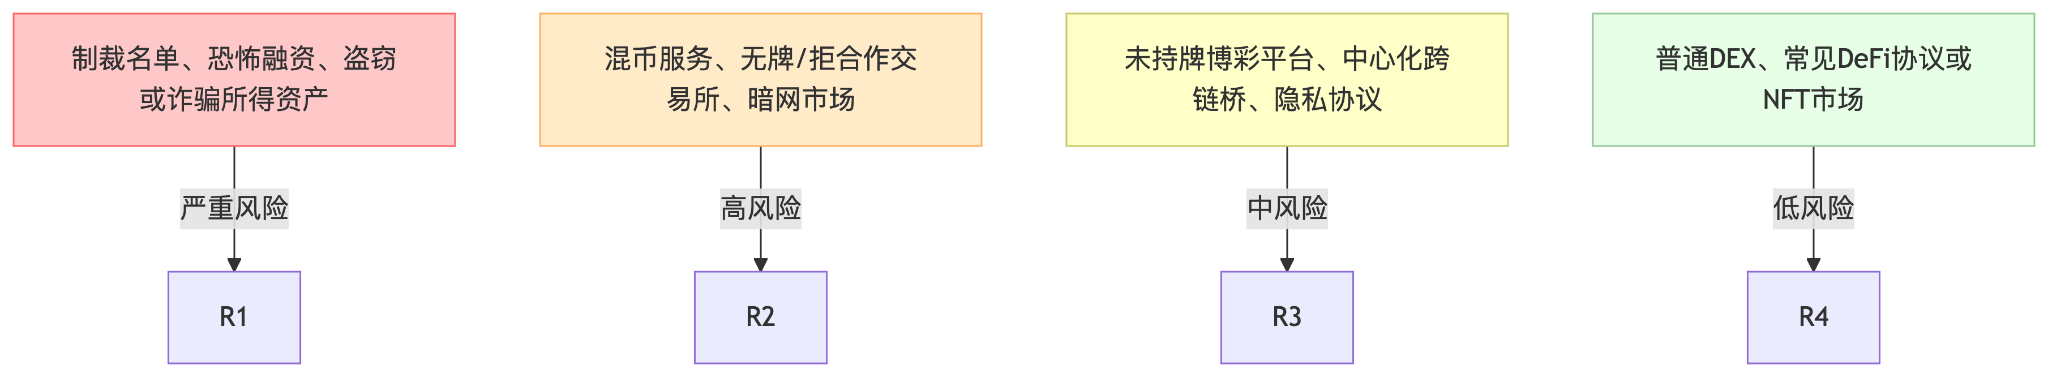 制裁名单、恐怖融资、盗窃
或诈骗所得资产
混币服务、无牌/拒合作交
易所、暗网市场
未持牌博彩平台、中心化跨
链桥、隐私协议
普通DEX、常见DeFi协议或
NFT市场
严重风险
高风险
中风险
低风险
R1
R2
R3
R4